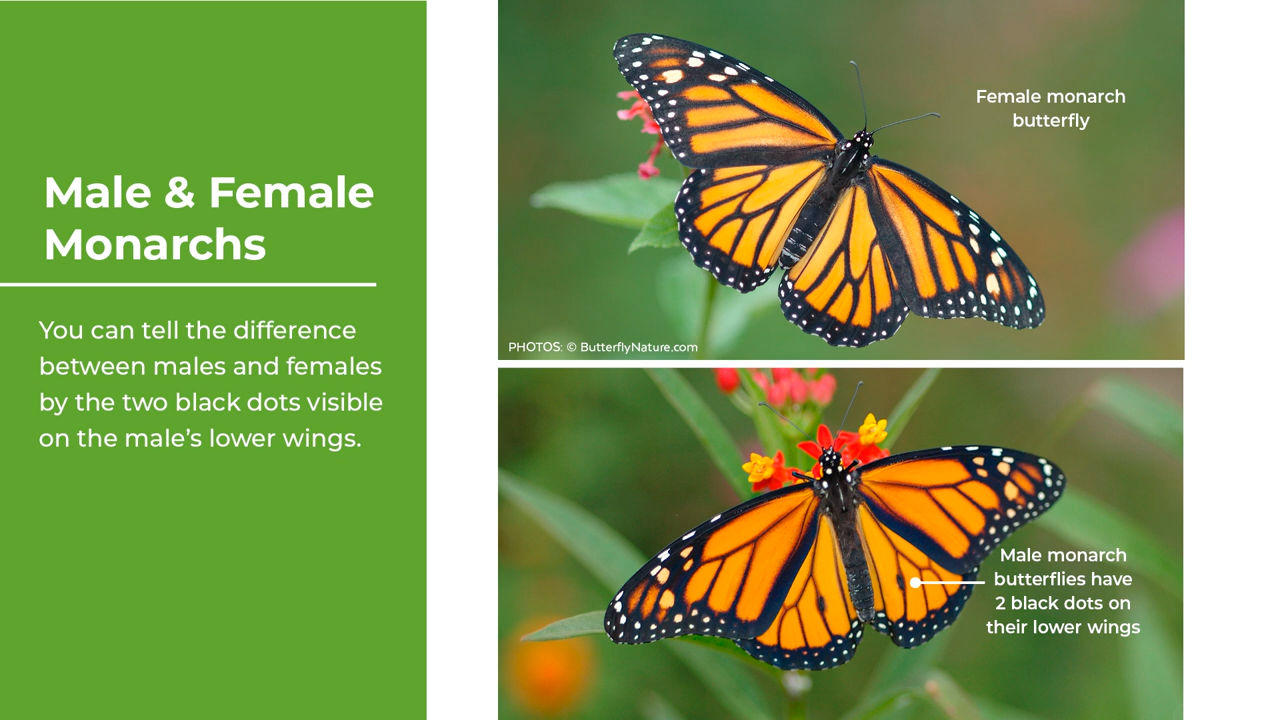 Male & Female
Monarchs
You can tell the difference
between males and females
by the two black dots visible
on the male’s lower wings.
Female monarch
butterfly
PHOTOS: © ButterflyNature.com
Male monarch
butterflies have
2 black dots on
their lower wings